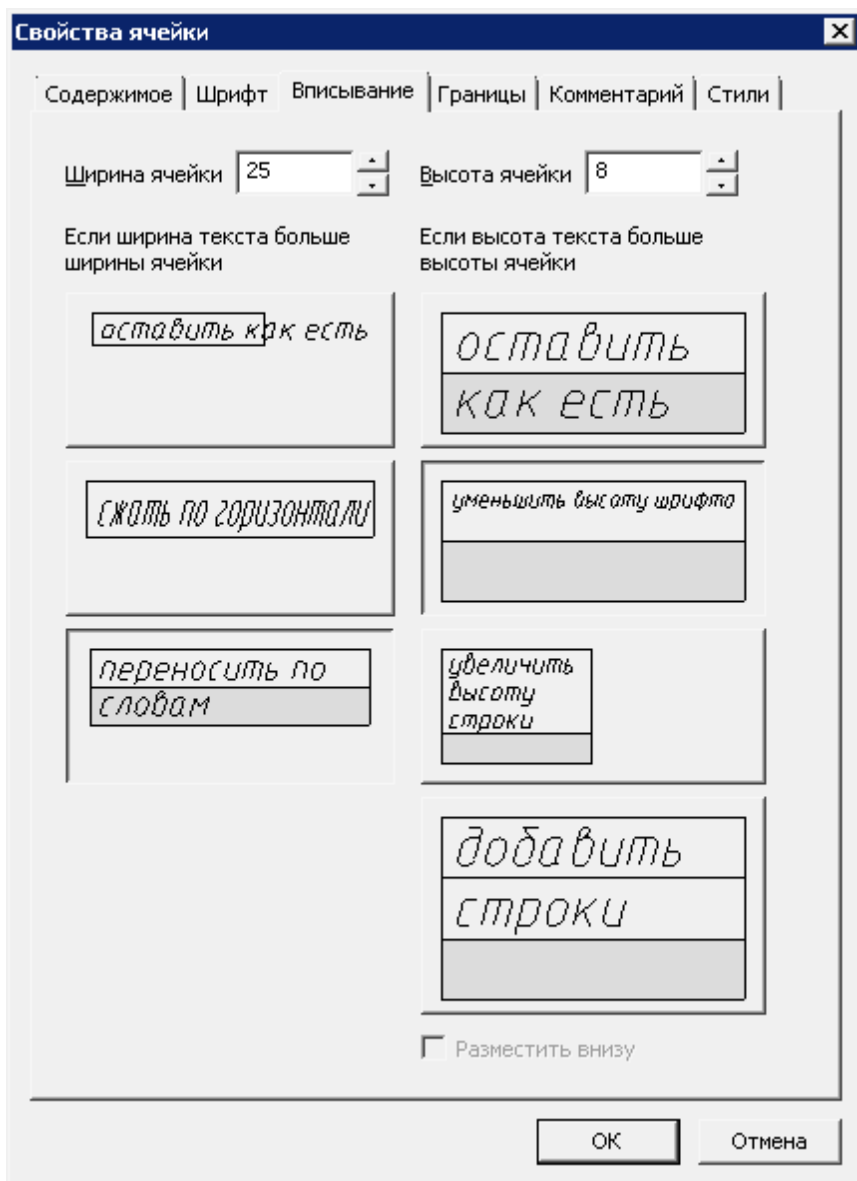 Свойства ячейки
Содержимое Шрифт Вписывание Границы Комментарий Стили
Ширина ячейки 25 Высота ячейки 8
Если ширина текста больше
ширины ячейки
Если высота текста больше
высоты ячейки
оставить как есть
оставить
как есть
сжать по горизонтали
уменьшить высоту шрифта
переносить по
словам
увеличить
высоту
строки
добавить
строки
Разместить внизу
ОК Отмена